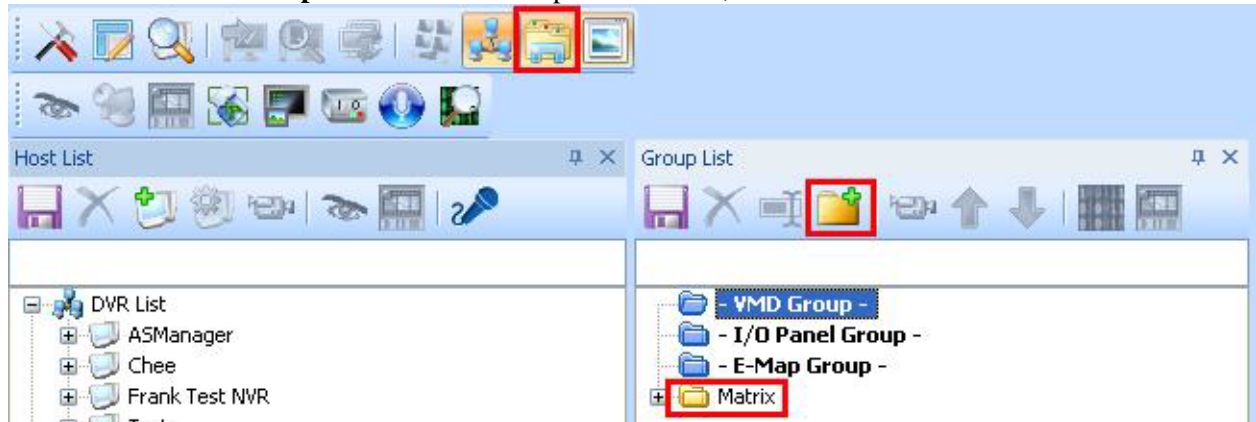 Host List
DVR List
ASManager
Chee
Frank Test NVR
Group List
- VMD Group -
- I/O Panel Group -
- E-Map Group -
Matrix